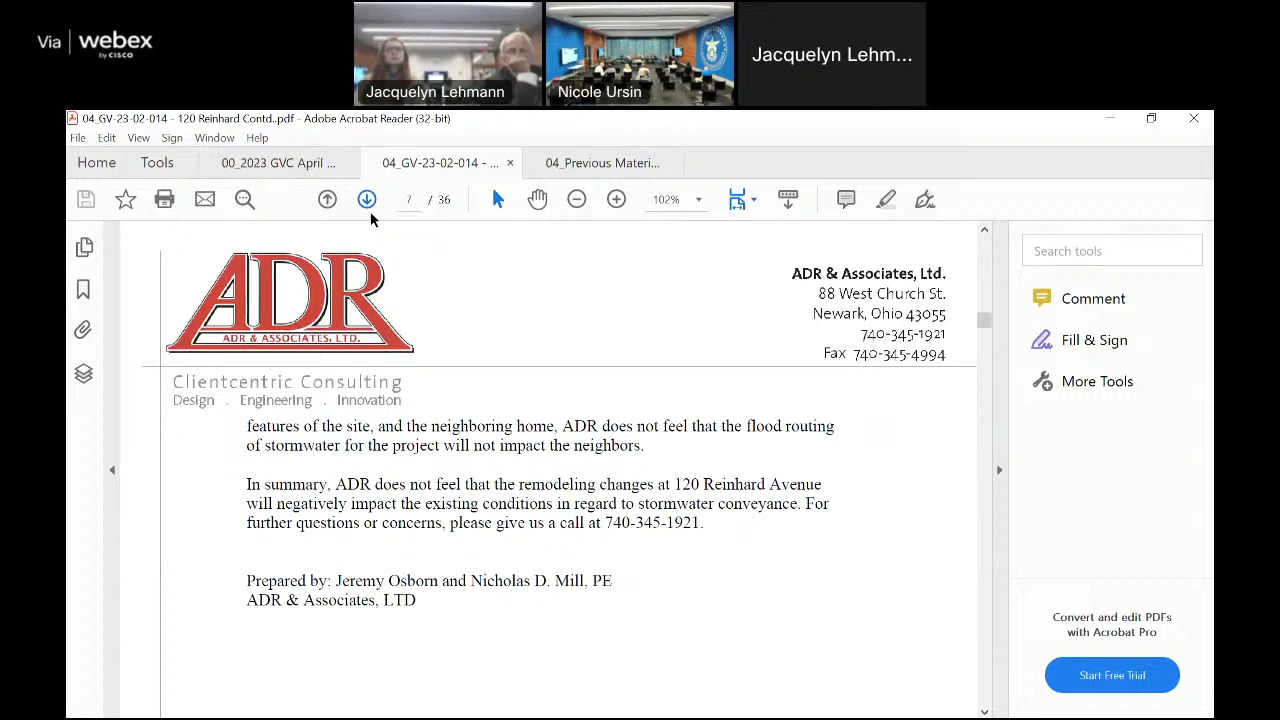 Via webex
by CISCO
Jacquelyn Lehmann
Nicole Ursin
Jacquelyn Lehm...
04_GV-23-02-014 - 120 Reinhard Contd..pdf - Adobe Acrobat Reader (32-bit)
File Edit View Sign Window Help
Home Tools 00_2023 GVC April ... 04_GV-23-02-014 - ... × 04_Previous Materi...
7 / 36 102%
Search tools
Comment
Fill & Sign
More Tools
Convert and edit PDFs
with Acrobat Pro
Start Free Trial
ADR
ADR & ASSOCIATES, LTD.
ADR & Associates, Ltd.
88 West Church St.
Newark, Ohio 43055
740-345-1921
Fax 740-345-4994
Clientcentric Consulting
Design . Engineering . Innovation
features of the site, and the neighboring home, ADR does not feel that the flood routing
of stormwater for the project will not impact the neighbors.
In summary, ADR does not feel that the remodeling changes at 120 Reinhard Avenue
will negatively impact the existing conditions in regard to stormwater conveyance. For
further questions or concerns, please give us a call at 740-345-1921.
Prepared by: Jeremy Osborn and Nicholas D. Mill, PE
ADR & Associates, LTD